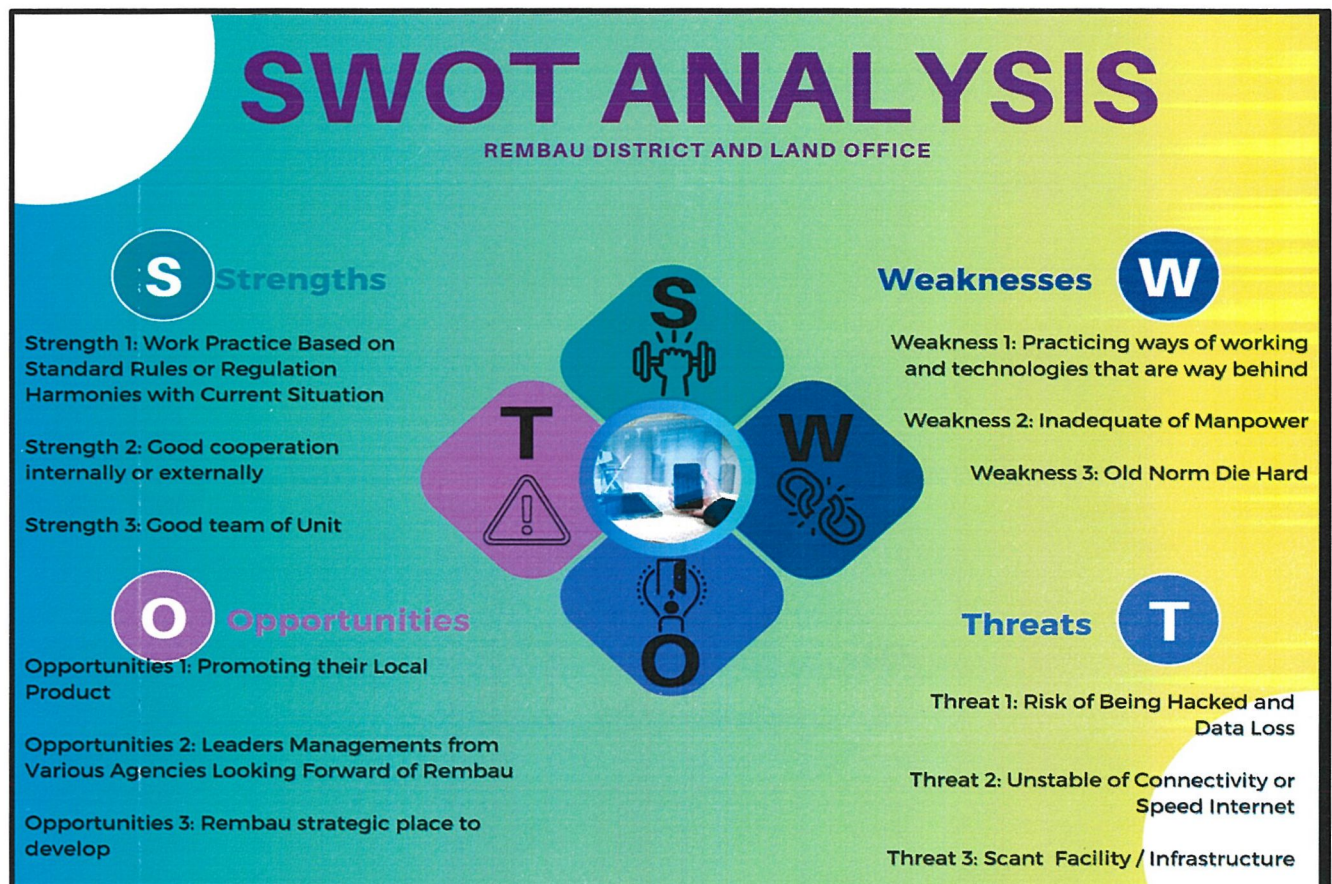 SWOT ANALYSIS
REMBAU DISTRICT AND LAND OFFICE
S
Strengths
Strength 1: Work Practice Based on
Standard Rules or Regulation
Harmonies with Current Situation
Strength 2: Good cooperation
internally or externally
Strength 3: Good team of Unit
Weaknesses
W
Weakness 1: Practicing ways of working
and technologies that are way behind
Weakness 2: Inadequate of Manpower
Weakness 3: Old Norm Die Hard
S
T
W
O
O
Opportunities
Opportunities 1: Promoting their Local
Product
Opportunities 2: Leaders Managements from
Various Agencies Looking Forward of Rembau
Opportunities 3: Rembau strategic place to
develop
Threats
T
Threat 1: Risk of Being Hacked and
Data Loss
Threat 2: Unstable of Connectivity or
Speed Internet
Threat 3: Scant Facility / Infrastructure